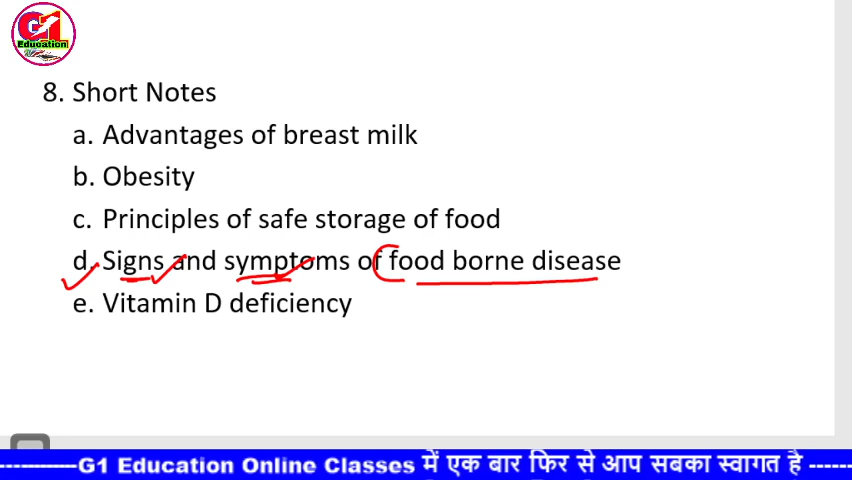 G1
Education
8. Short Notes
a. Advantages of breast milk
b. Obesity
c. Principles of safe storage of food
d. Signs and symptoms of food borne disease
e. Vitamin D deficiency
-----------------G1 Education Online Classes में एक बार फिर से आप सबका स्वागत है ------